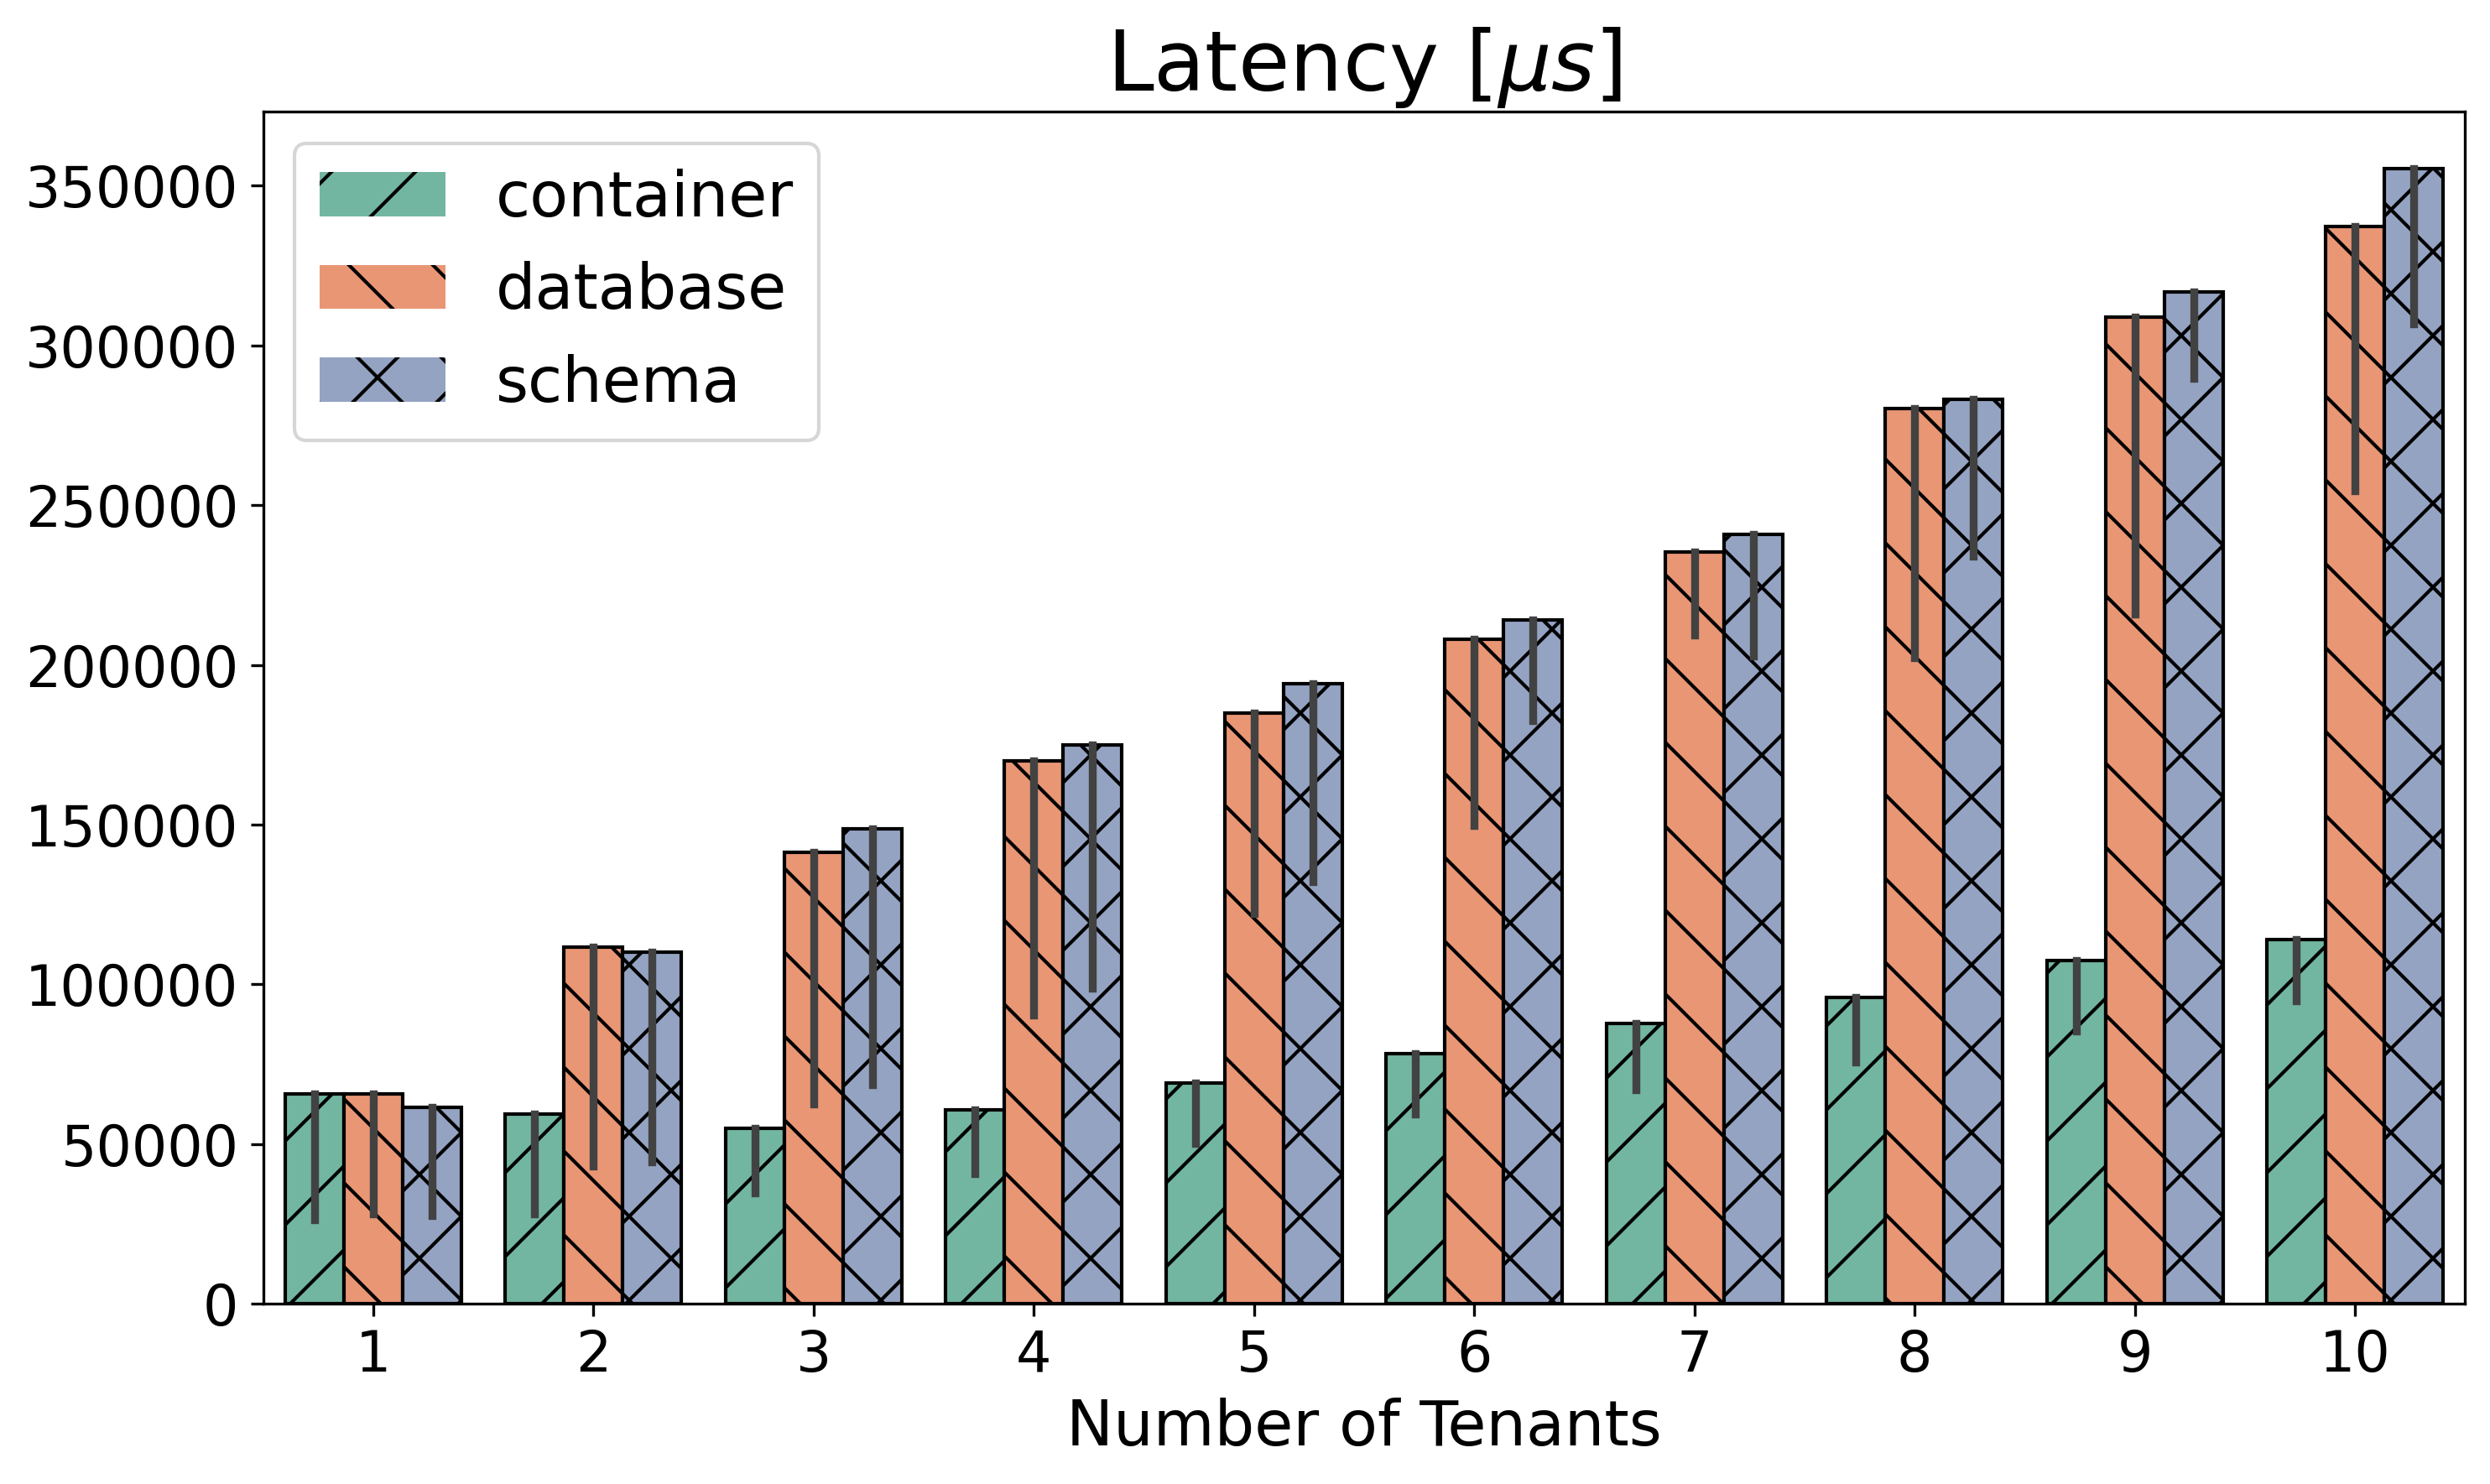 Latency [μs]
container
database
schema
350000
300000
250000
200000
150000
100000
50000
0
1 2 3 4 5 6 7 8 9 10
Number of Tenants